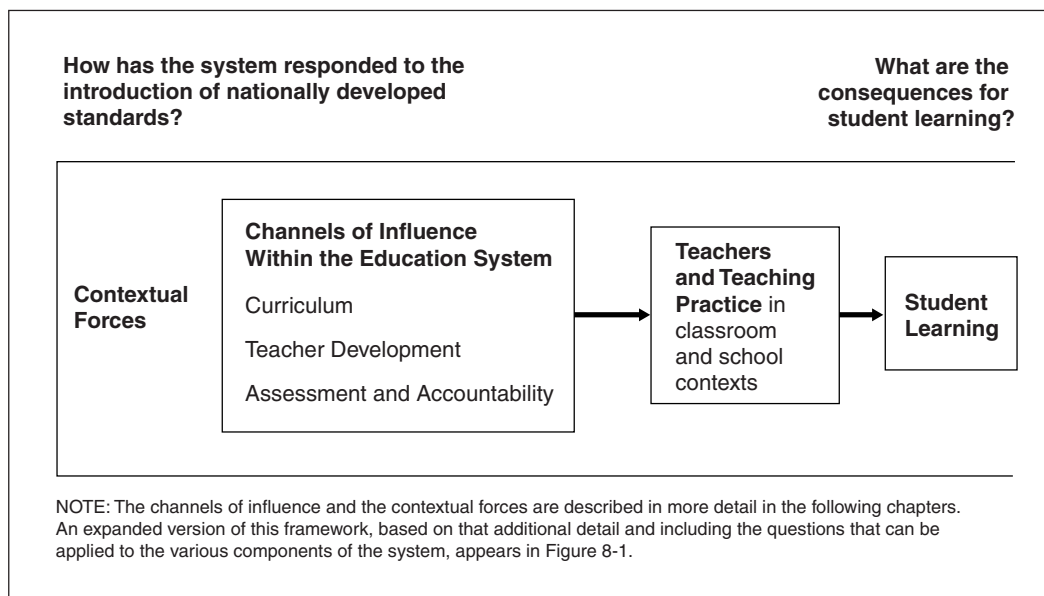 How has the system responded to the
introduction of nationally developed
standards?
What are the
consequences for
student learning?
Contextual
Forces
Channels of Influence
Within the Education System
Curriculum
Teacher Development
Assessment and Accountability
Teachers
and Teaching
Practice in
classroom
and school
contexts
Student
Learning
NOTE: The channels of influence and the contextual forces are described in more detail in the following chapters.
An expanded version of this framework, based on that additional detail and including the questions that can be
applied to the various components of the system, appears in Figure 8-1.